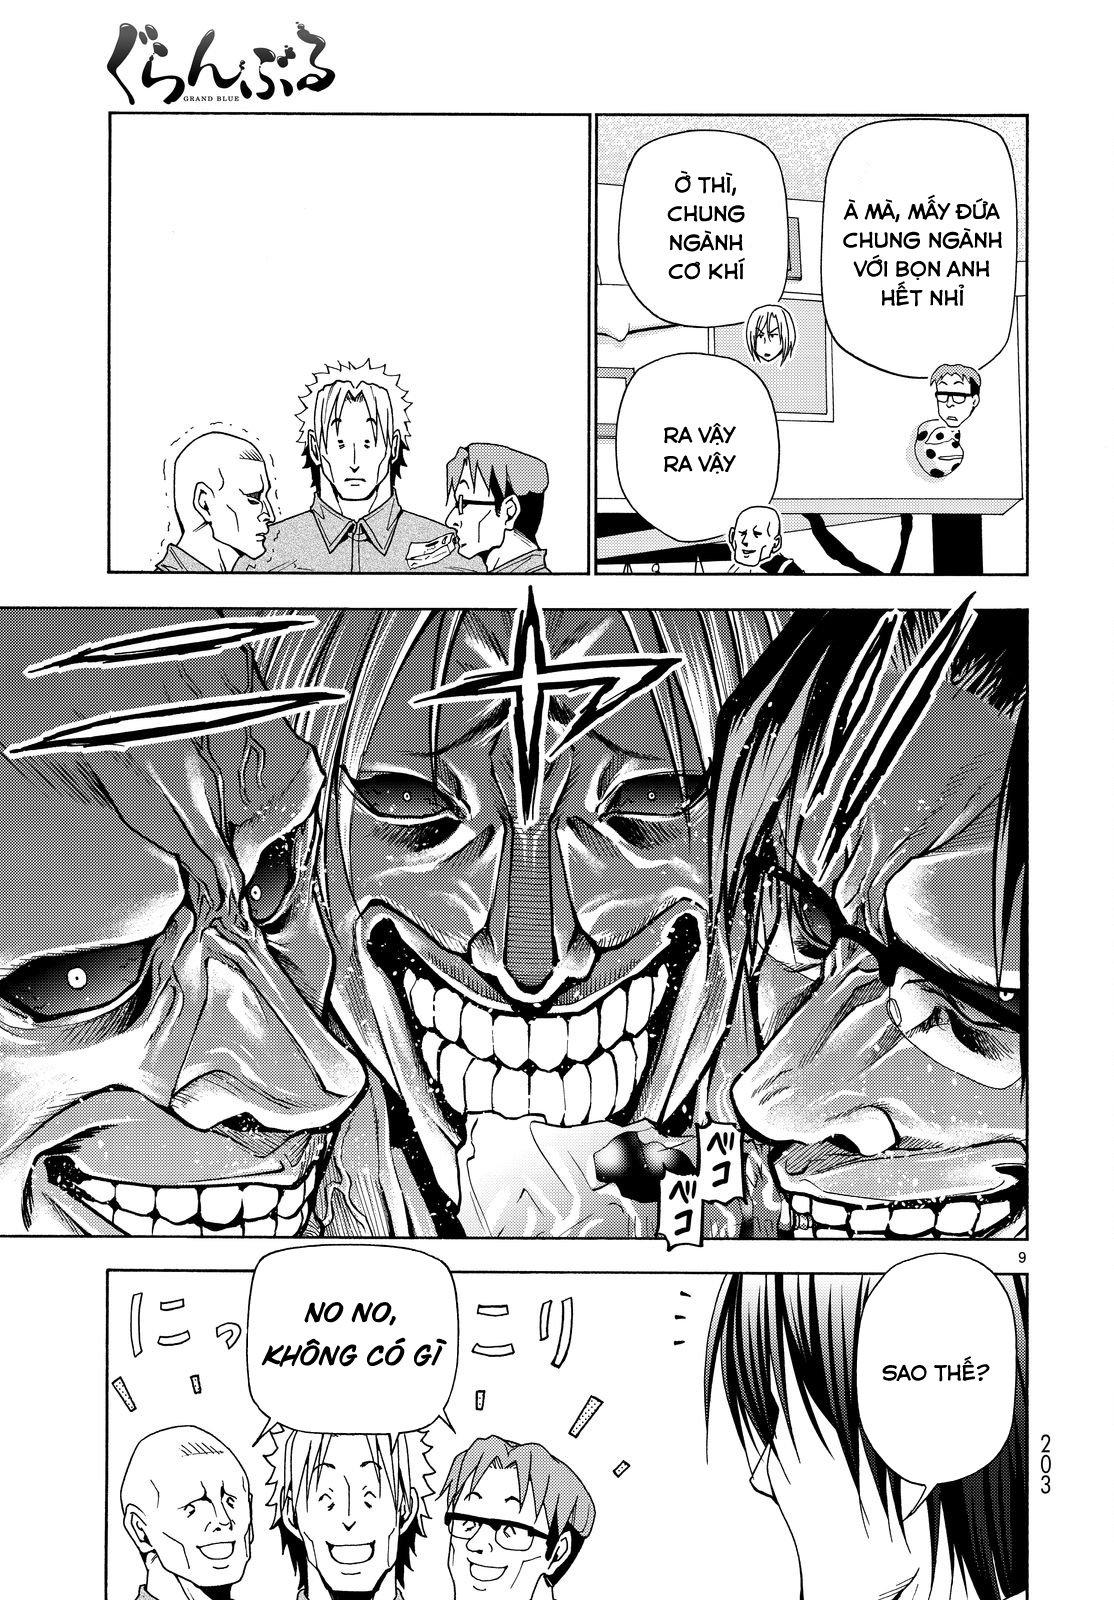 ぐらんぶる
GRAND BLUE
À MÀ, MẤY ĐỨA
CHUNG NGÀNH
VỚI BỌN ANH
HẾT NHỈ
Ở THÌ,
CHUNG
NGÀNH
CƠ KHÍ
RA VẬY
RA VẬY
ベコ
ベコ
9
SAO THẾ?
NO NO,
KHÔNG CÓ GÌ
にっこり
203